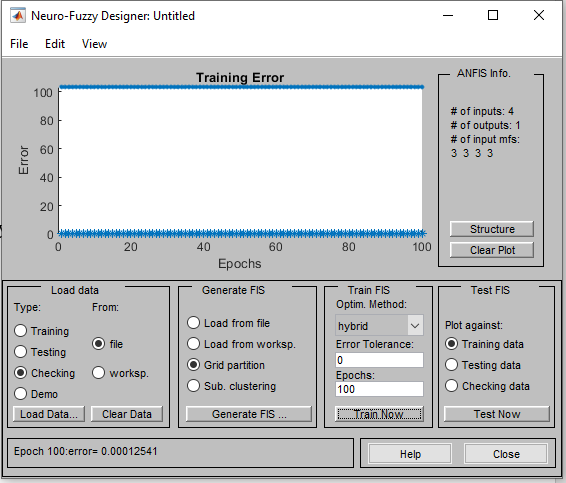 Neuro-Fuzzy Designer: Untitled
File Edit View
Training Error
100
80
60
40
20
0
Error
0 20 40 60 80 100
Epochs
ANFIS Info.
# of inputs: 4
# of outputs: 1
# of input mfs:
3 3 3 3
Structure
Clear Plot
Load data
Type: From:
Training
Testing
Checking
Demo
file
worksp.
Load Data... Clear Data
Generate FIS
Load from file
Load from worksp.
Grid partition
Sub. clustering
Generate FIS ...
Train FIS
Optim. Method:
hybrid
Error Tolerance:
0
Epochs:
100
Train Now
Test FIS
Plot against:
Training data
Testing data
Checking data
Test Now
Epoch 100:error= 0.00012541
Help Close